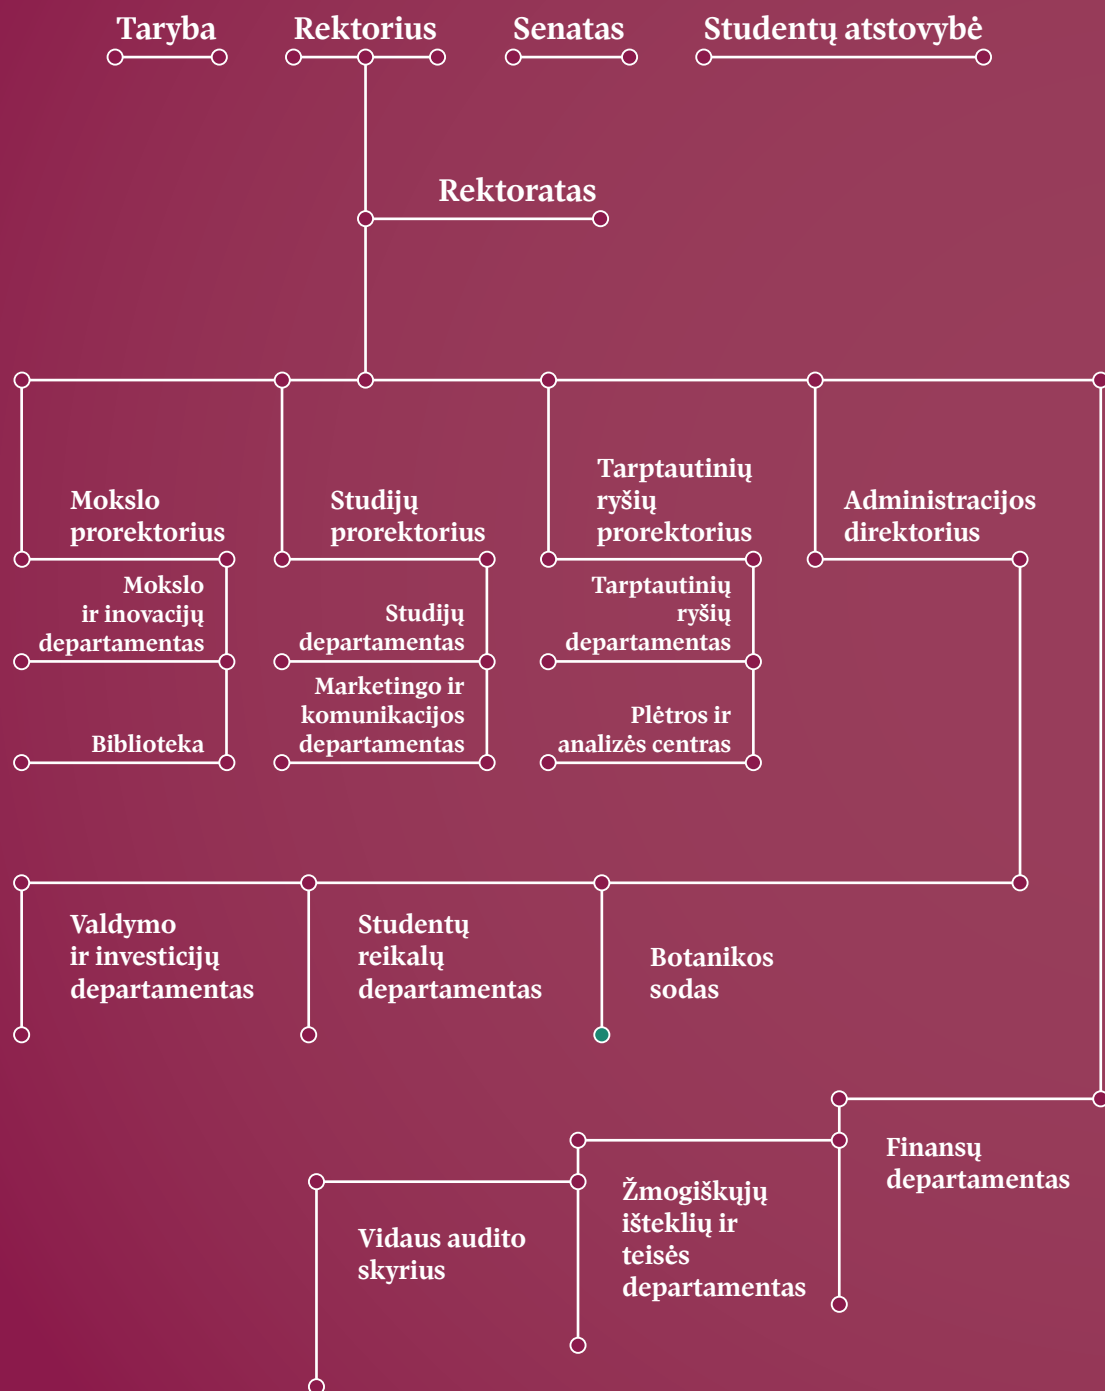 Taryba
Rektorius
Senatas
Studentų atstovybė
Rektoratas
Mokslo
prorektorius
Mokslo
ir inovacijų
departamentas
Biblioteka
Studijų
prorektorius
Studijų
departamentas
Marketingo ir
komunikacijos
departamentas
Tarptautinių
ryšių
prorektorius
Tarptautinių
ryšių
departamentas
Plėtros ir
analizės centras
Administracijos
direktorius
Valdymo
ir investicijų
departamentas
Studentų
reikalų
departamentas
Botanikos
sodas
Finansų
departamentas
Žmogiškųjų
išteklių ir
teisės
departamentas
Vidaus audito
skyrius